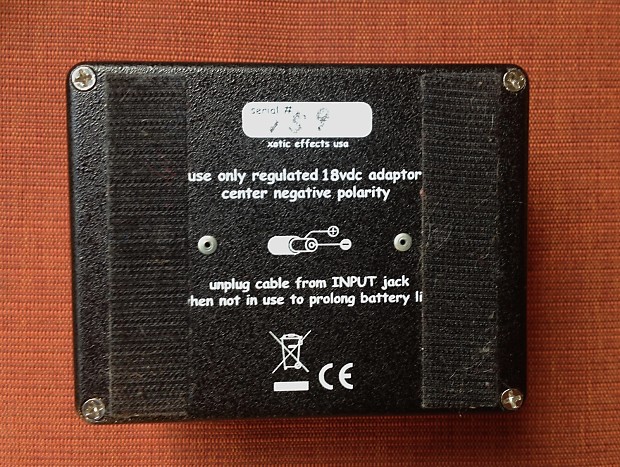 serial #
xotic effects usa
use only regulated 18vdc adaptor
center negative polarity
unplug cable from INPUT jack
hen not in use to prolong battery li
CE